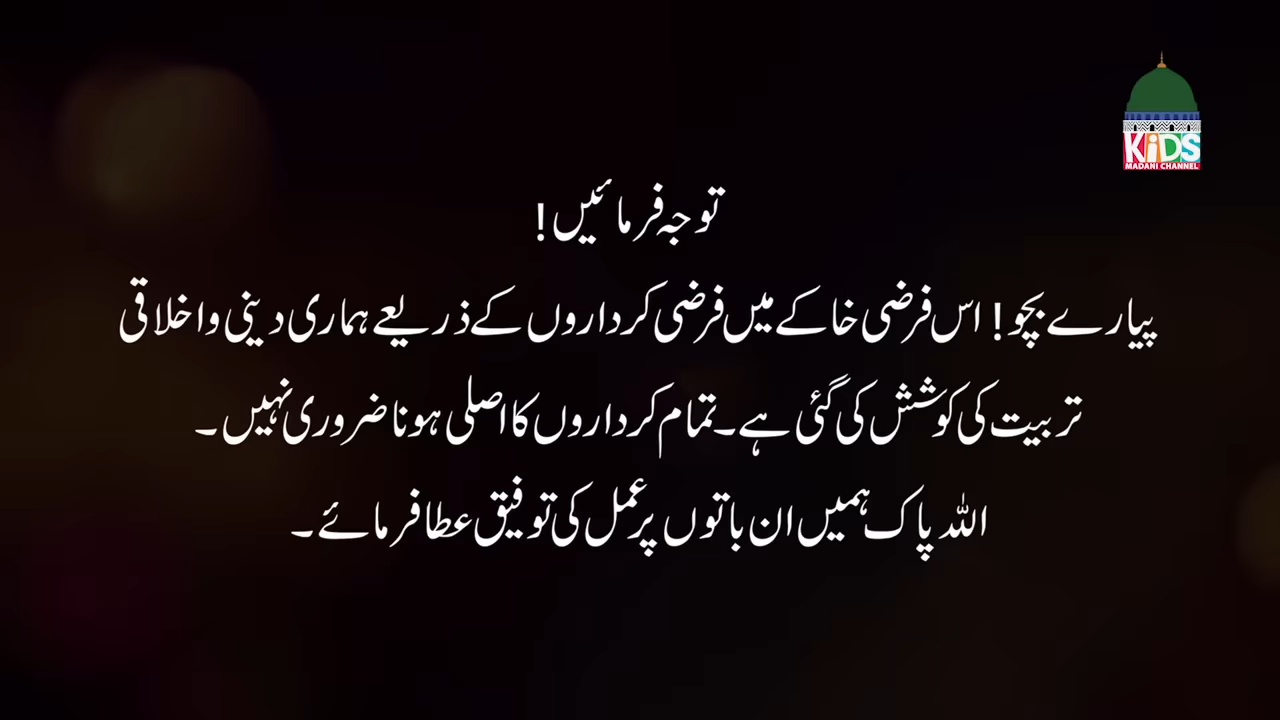 KiDS
MADANI CHANNEL
توجہ فرمائیں!
پیارے بچو! اس فرضی خاکے میں فرضی کرداروں کے ذریعے ہماری دینی و اخلاقی
تربیت کی کوشش کی گئی ہے۔ تمام کرداروں کا اصلی ہونا ضروری نہیں۔
اللہ پاک ہمیں ان باتوں پر عمل کی توفیق عطا فرمائے۔